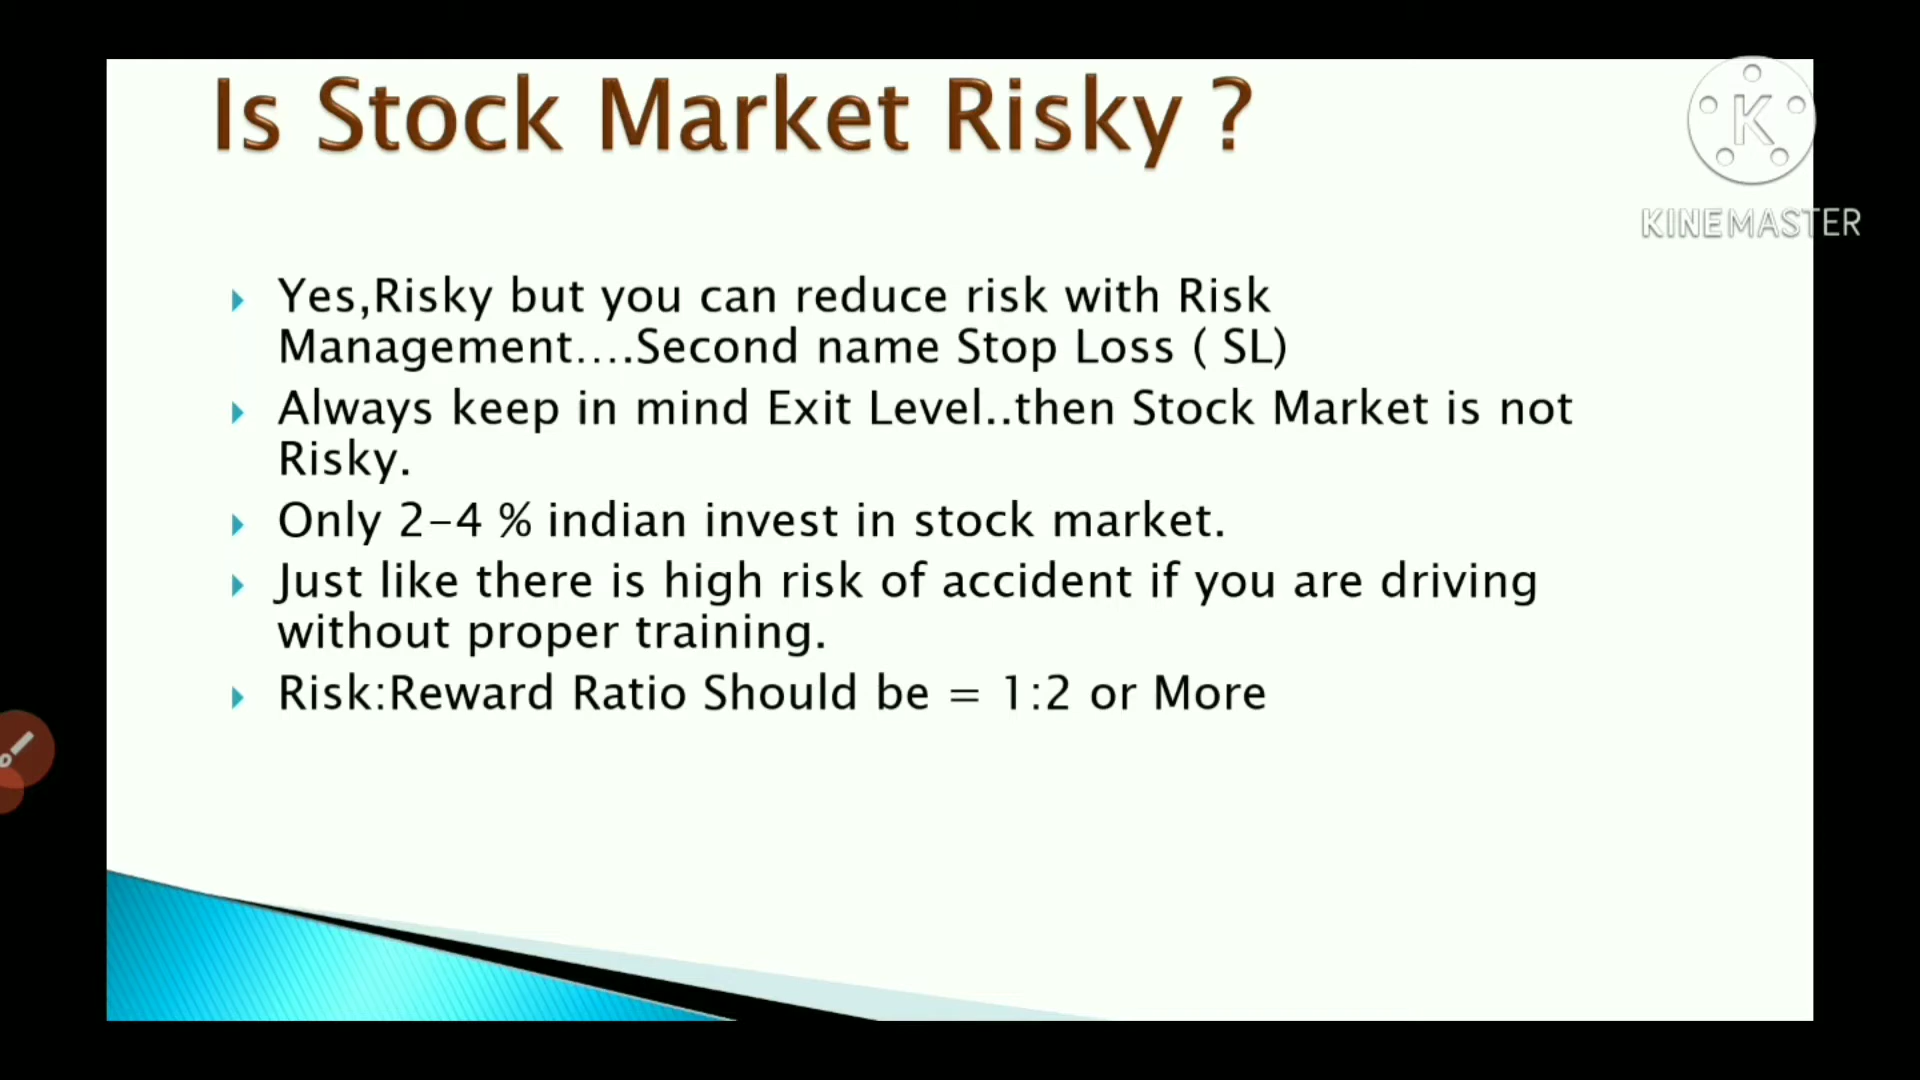 Is Stock Market Risky ?
K
KINEMASTER
Yes,Risky but you can reduce risk with Risk
Management....Second name Stop Loss ( SL)
Always keep in mind Exit Level..then Stock Market is not
Risky.
Only 2-4 % indian invest in stock market.
Just like there is high risk of accident if you are driving
without proper training.
Risk:Reward Ratio Should be = 1:2 or More